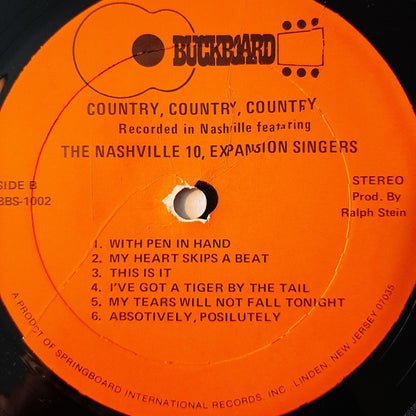 BUCKBOARD
COUNTRY, COUNTRY, COUNTRY
Recorded in Nashville featuring
THE NASHVILLE 10, EXPANSION SINGERS
SIDE B
BBS-1002
STEREO
Prod. By
Ralph Stein
1. WITH PEN IN HAND
2. MY HEART SKIPS A BEAT
3. THIS IS IT
4. I'VE GOT A TIGER BY THE TAIL
5. MY TEARS WILL NOT FALL TONIGHT
6. ABSOTIVELY, POSILUTELY
A PRODUCT OF SPRINGBOARD INTERNATIONAL RECORDS, INC., LINDEN, NEW JERSEY 07036